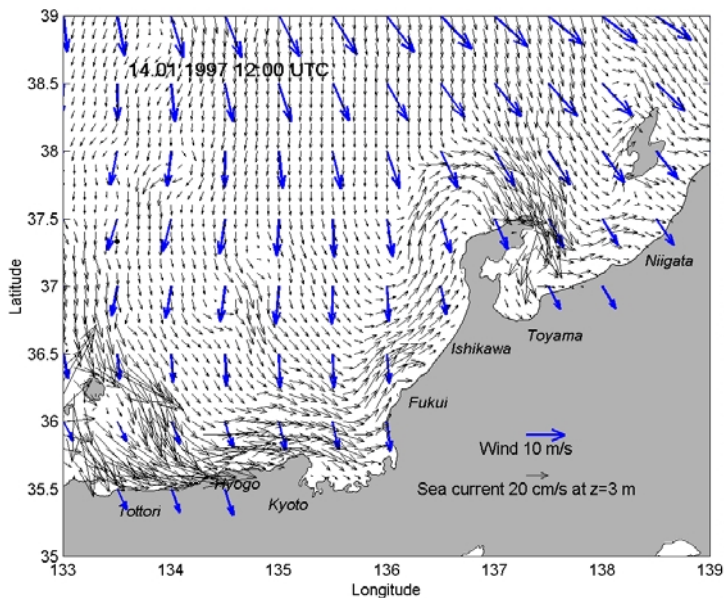 39
14.01 1997 12:00 UTC
38.5
38
37.5
Niigata
Latitude
37
Toyama
Ishikawa
36.5
Fukui
36
Wind 10 m/s
Sea current 20 cm/s at z=3 m
Hyogo
35.5
Kyoto
Tottori
35
133 134 135 136 137 138 139
Longitude